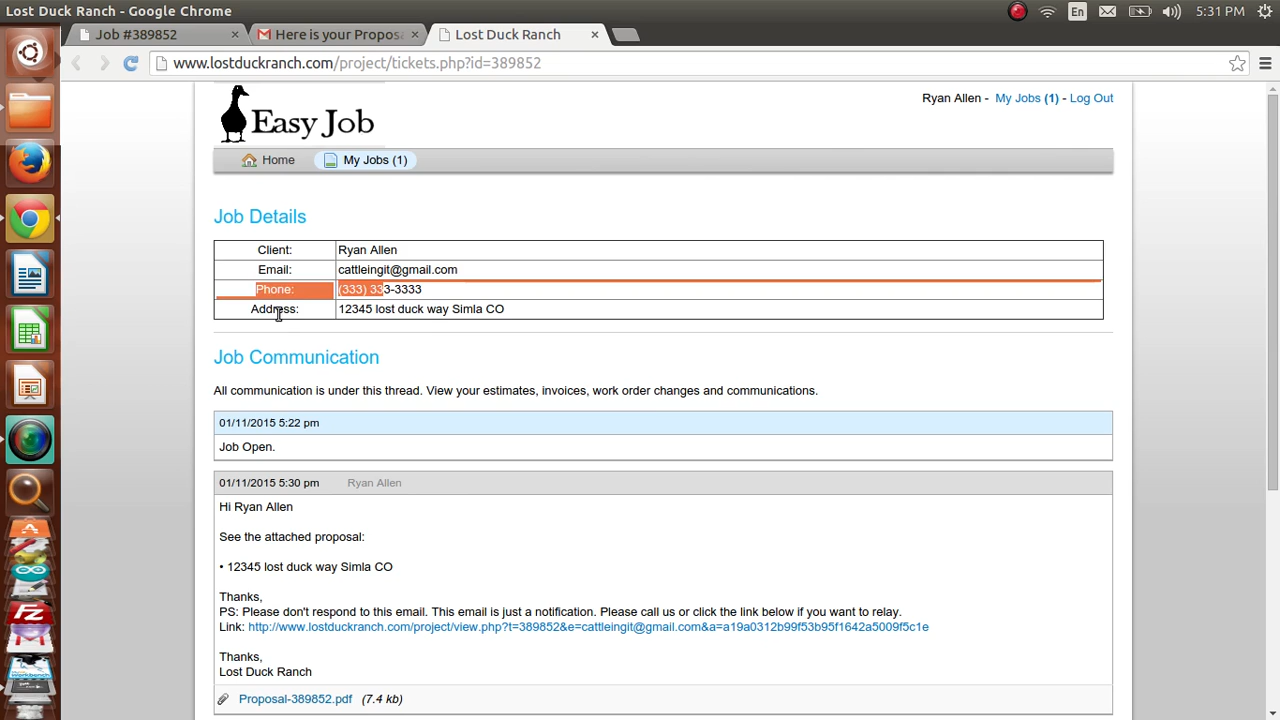 Lost Duck Ranch - Google Chrome
En
5:31 PM
Job #389852
Here is your Propos
Lost Duck Ranch
www.lostduckranch.com/project/tickets.php?id=389852
Easy Job
Ryan Allen - My Jobs (1) - Log Out
Home
My Jobs (1)
Job Details
Client: Ryan Allen
Email: cattleingit@gmail.com
Phone: (333) 333-3333
Address: 12345 lost duck way Simla CO
Job Communication
All communication is under this thread. View your estimates, invoices, work order changes and communications.
01/11/2015 5:22 pm
Job Open.
01/11/2015 5:30 pm Ryan Allen
Hi Ryan Allen
See the attached proposal:
• 12345 lost duck way Simla CO
Thanks,
PS: Please don't respond to this email. This email is just a notification. Please call us or click the link below if you want to relay.
Link: http://www.lostduckranch.com/project/view.php?t=389852&e=cattleingit@gmail.com&a=a19a0312b99f53b95f1642a5009f5c1e
Thanks,
Lost Duck Ranch
Proposal-389852.pdf (7.4 kb)
FZ